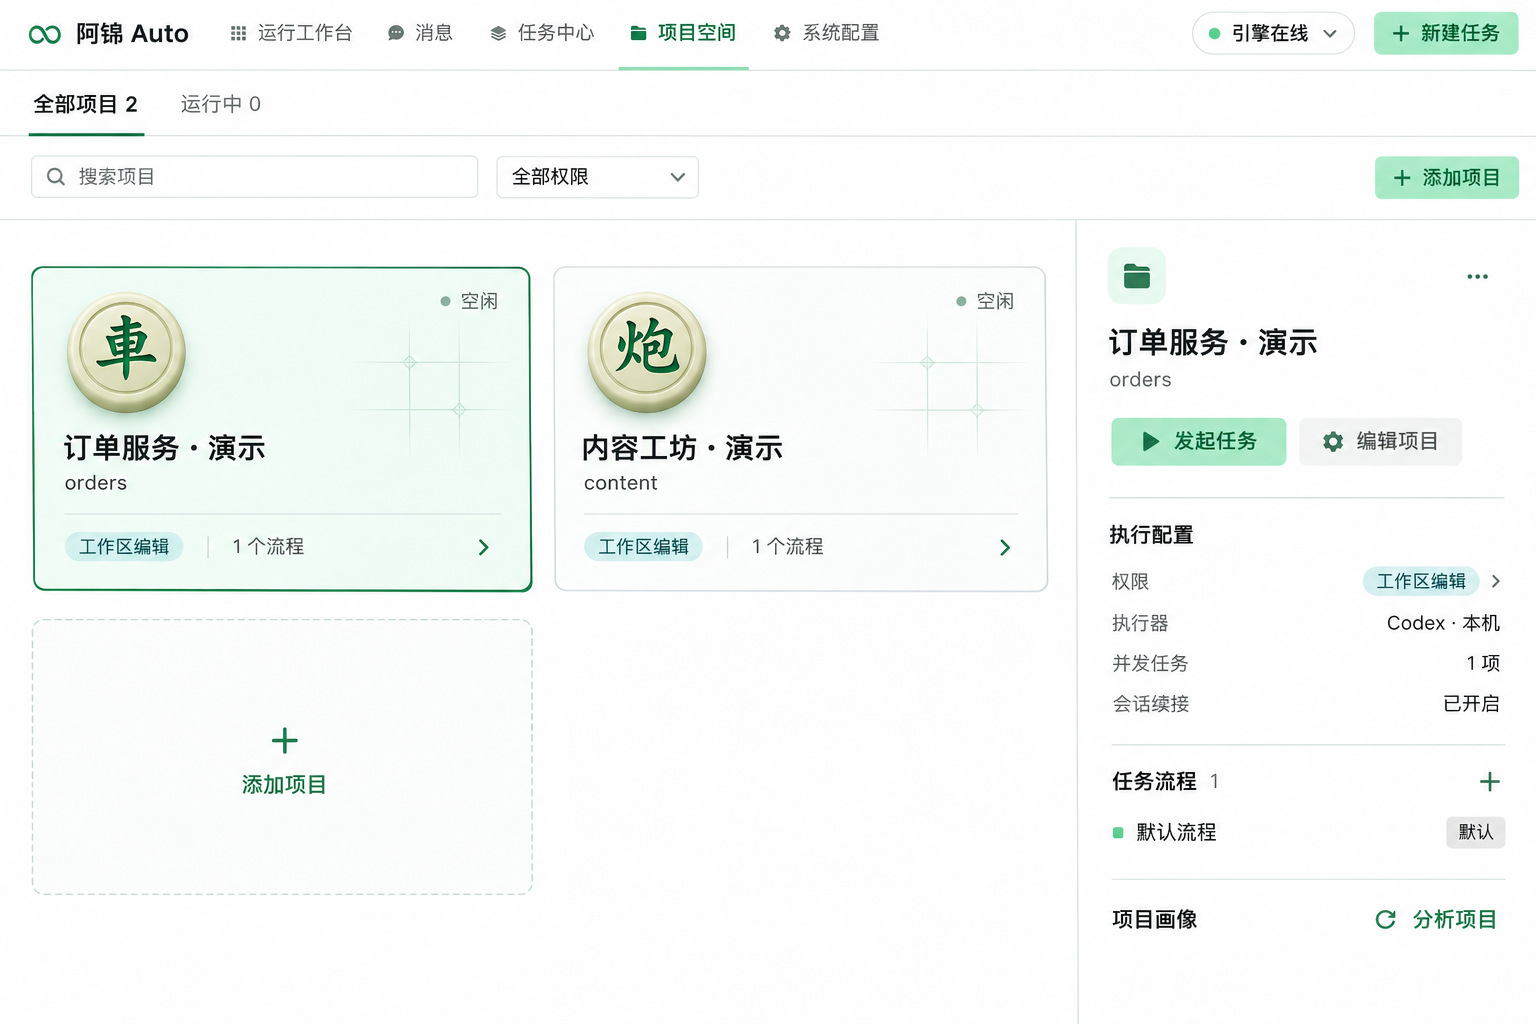 阿锦 Auto
运行工作台
消息
任务中心
项目空间
系统配置
引擎在线
新建任务
全部项目 2
运行中 0
搜索项目
全部权限
添加项目
車
空闲
订单服务・演示
orders
工作区编辑
1 个流程
炮
空闲
内容工坊・演示
content
工作区编辑
1 个流程
添加项目
订单服务・演示
orders
发起任务
编辑项目
执行配置
权限
工作区编辑
执行器
Codex · 本机
并发任务
1 项
会话续接
已开启
任务流程 1
默认流程
默认
项目画像
分析项目